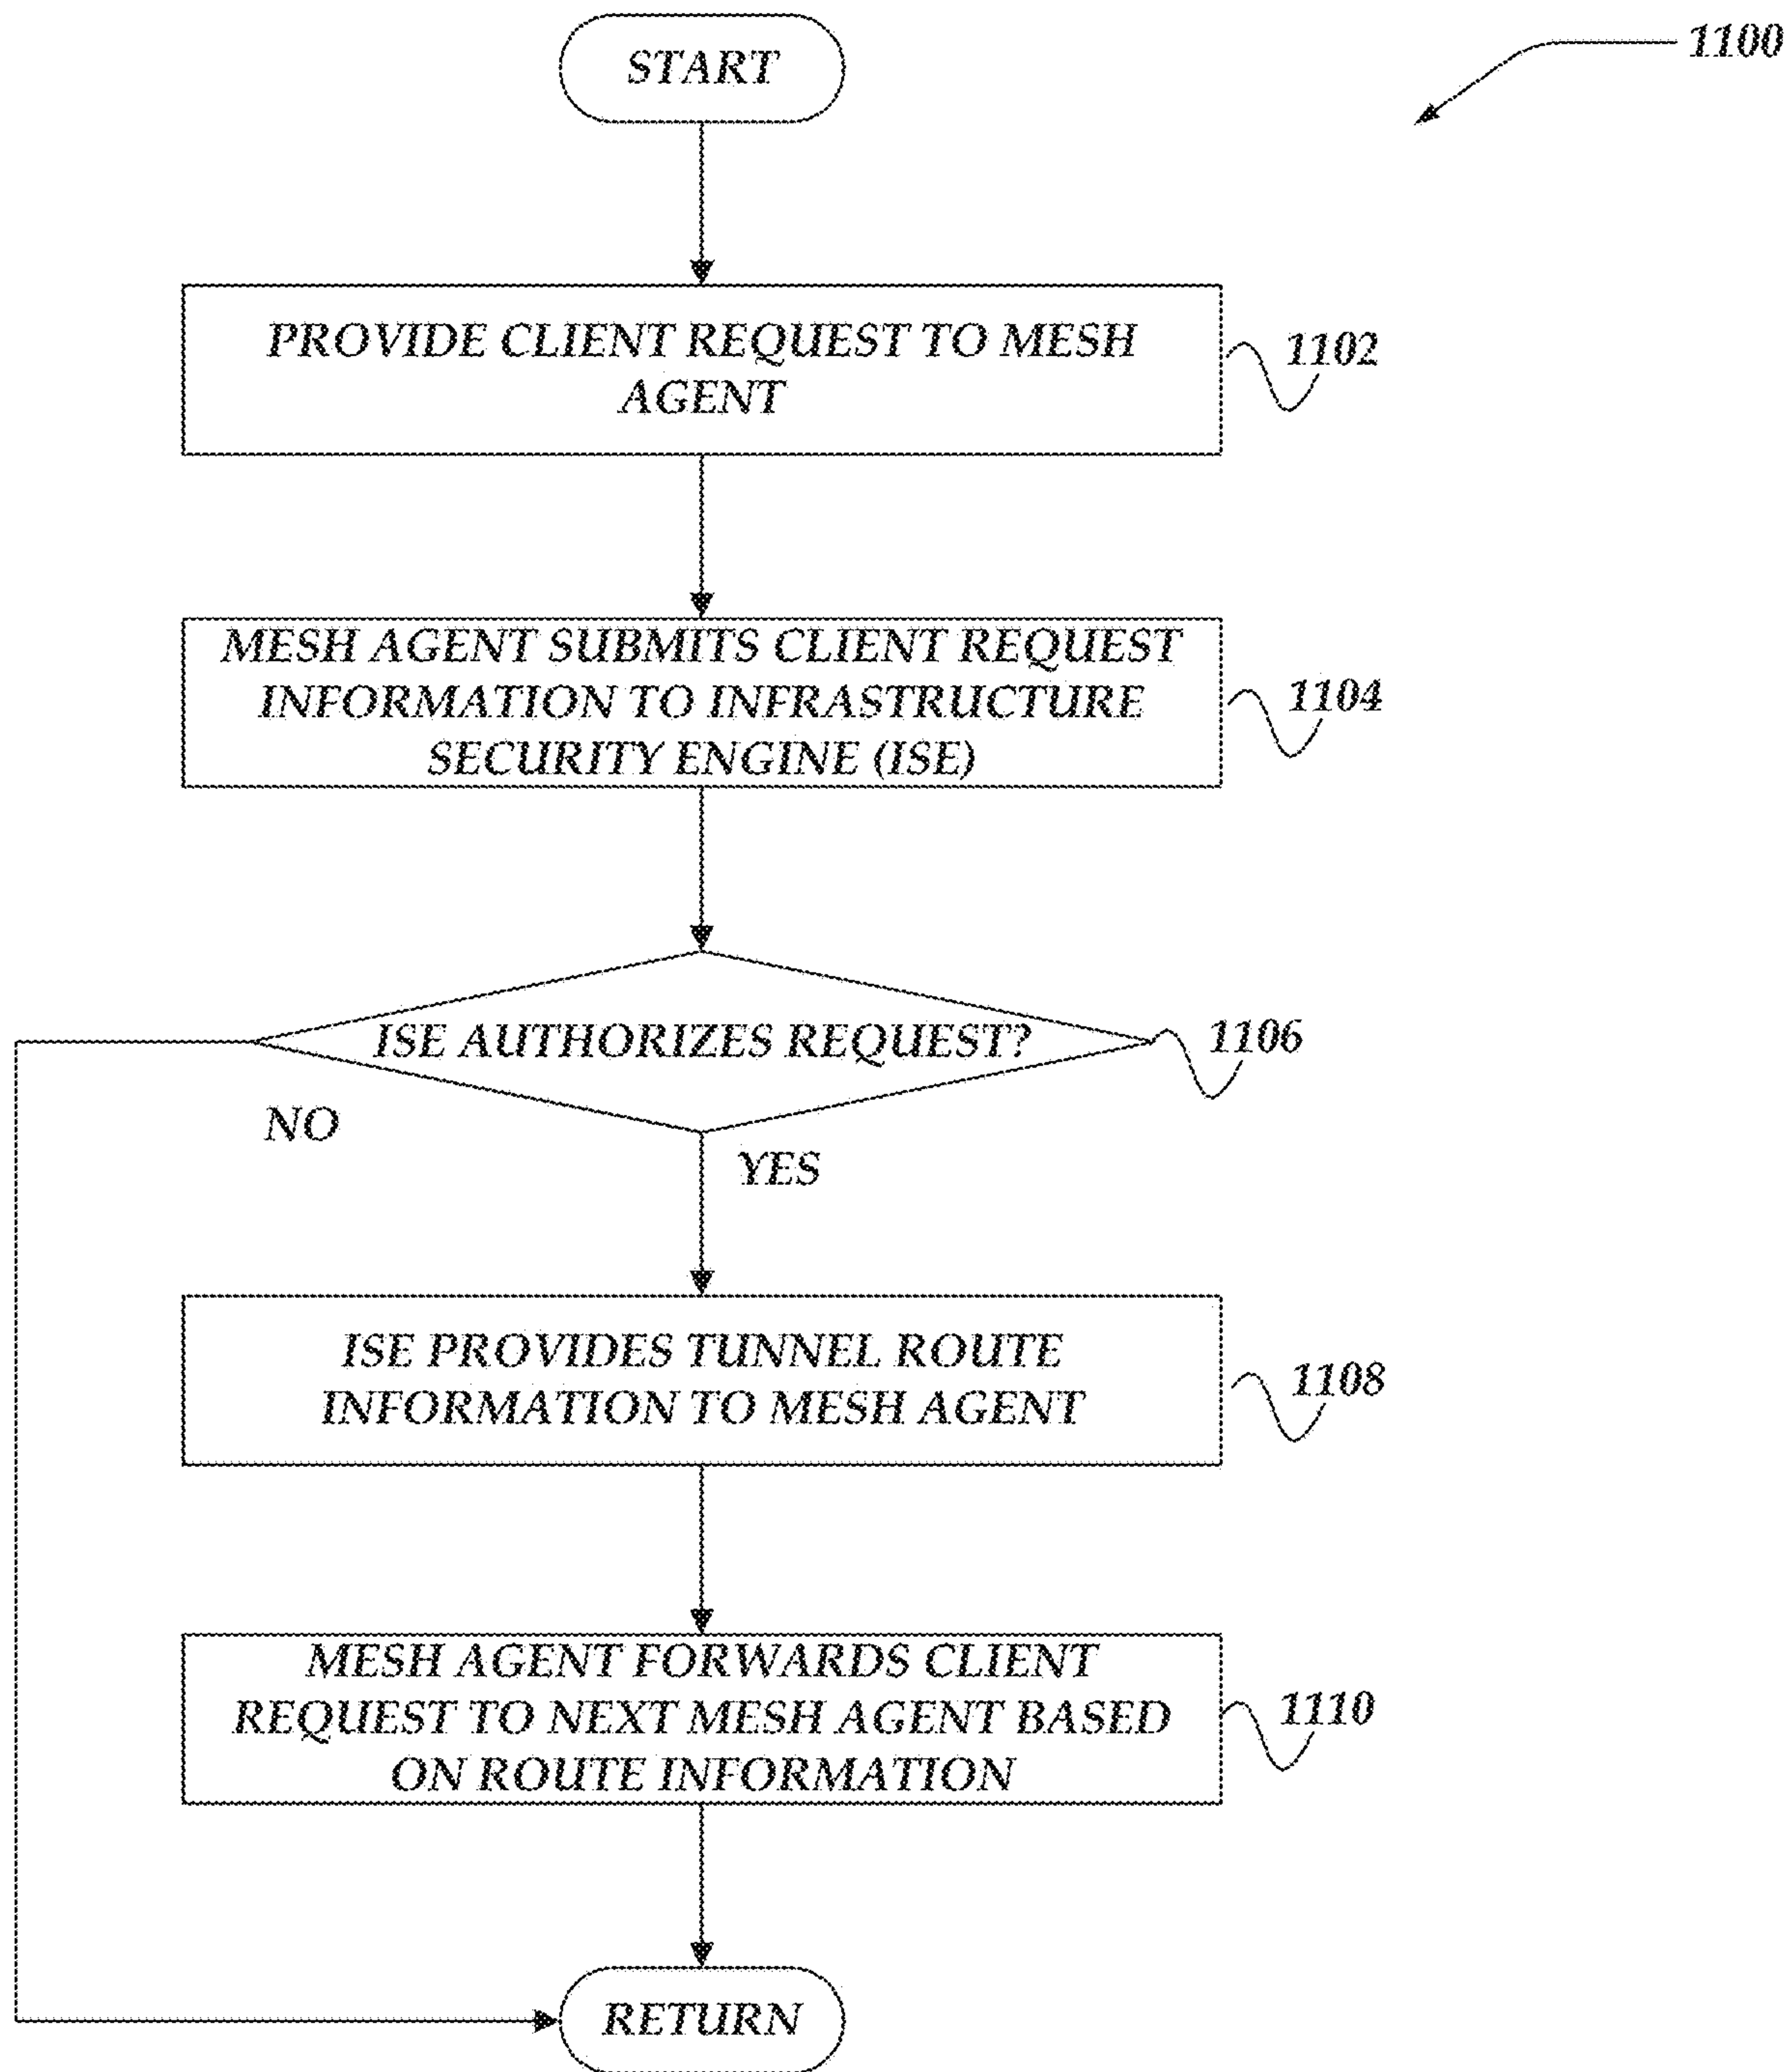 START
1100
PROVIDE CLIENT REQUEST TO MESH
AGENT
1102
MESH AGENT SUBMITS CLIENT REQUEST
INFORMATION TO INFRASTRUCTURE
SECURITY ENGINE (ISE)
1104
ISE AUTHORIZES REQUEST?
1106
NO
YES
ISE PROVIDES TUNNEL ROUTE
INFORMATION TO MESH AGENT
1108
MESH AGENT FORWARDS CLIENT
REQUEST TO NEXT MESH AGENT BASED
ON ROUTE INFORMATION
1110
RETURN